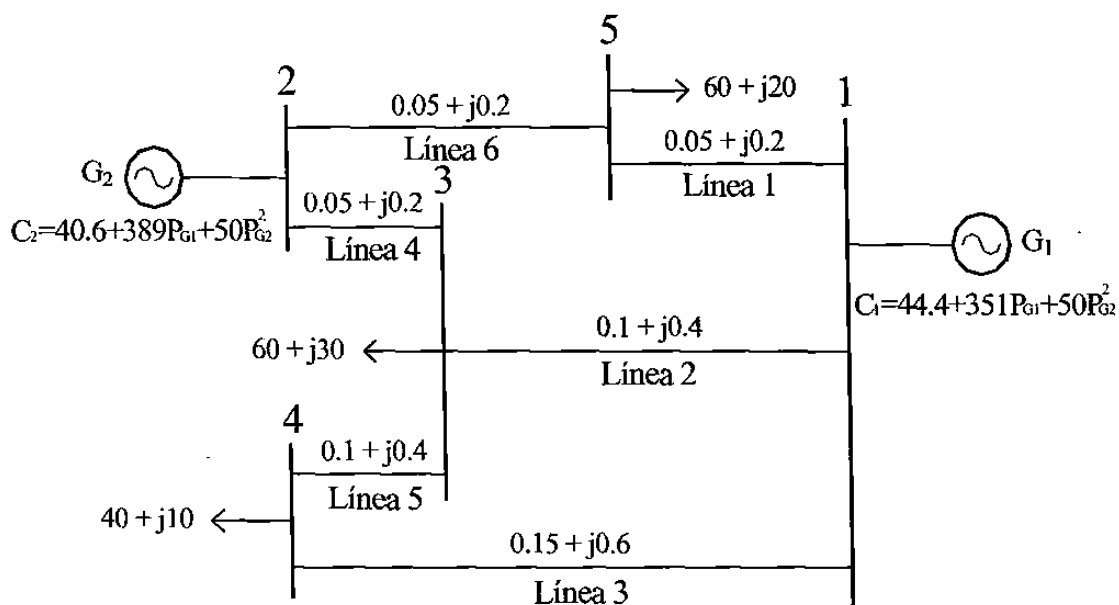 5
2
1
60 + j20
0.05 + j0.2
Línea 6
0.05 + j0.2
Línea 1
G₂
3
C₂=40.6+389P_G1+50P²_G2
0.05 + j0.2
Línea 4
G₁
C₁=44.4+351P_G1+50P²_G2
60 + j30
0.1 + j0.4
Línea 2
4
0.1 + j0.4
Línea 5
40 + j10
0.15 + j0.6
Línea 3